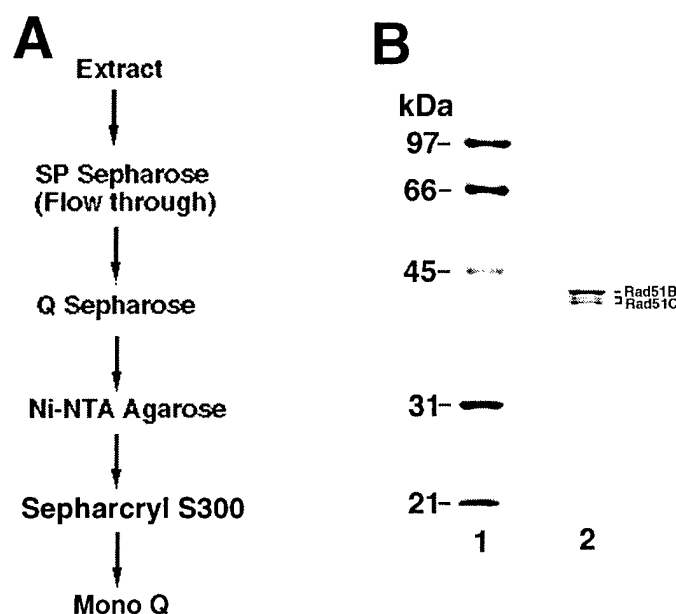 A
Extract
SP Sepharose
(Flow through)
Q Sepharose
Ni-NTA Agarose
Sepharcryl S300
Mono Q
B
kDa
97-
66-
45-
31-
21-
Rad51B
Rad51C
1 2